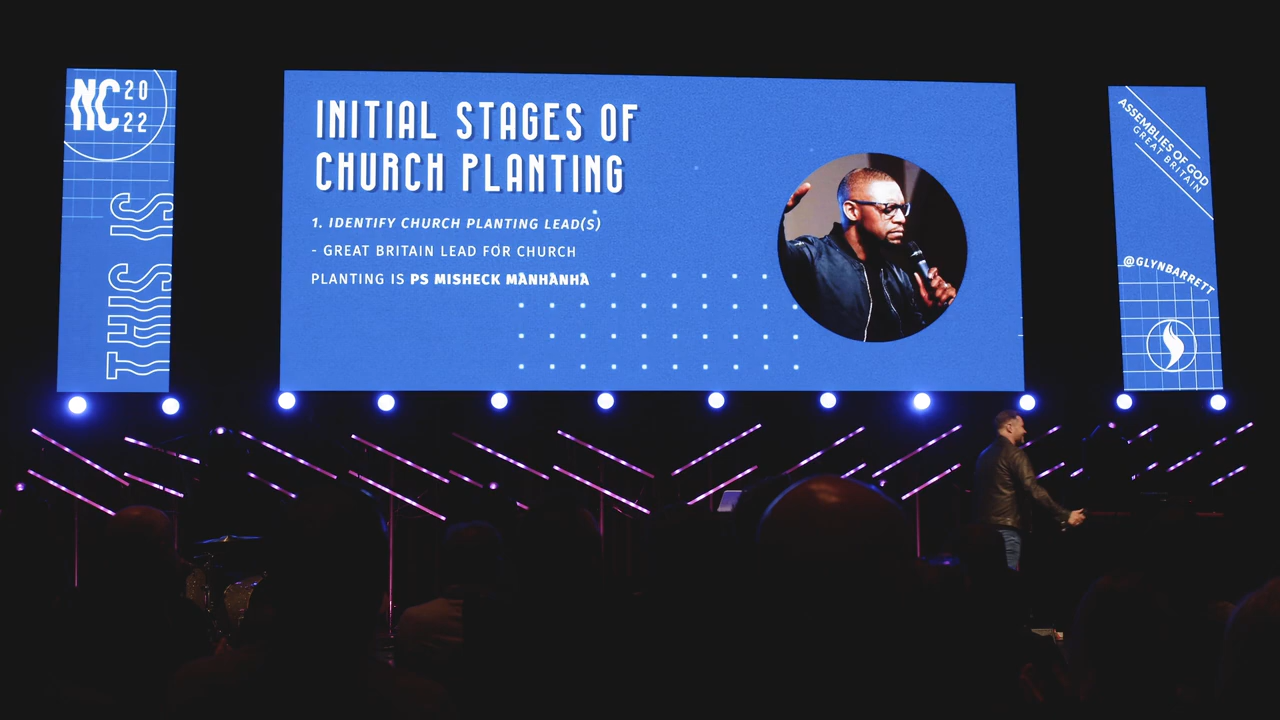 NC 20
22
THIS IS
INITIAL STAGES OF
CHURCH PLANTING
1. IDENTIFY CHURCH PLANTING LEAD(S)
- GREAT BRITAIN LEAD FOR CHURCH
PLANTING IS PS MISHECK MANHANHA
ASSEMBLIES OF GOD
GREAT BRITAIN
@GLYNBARRETT